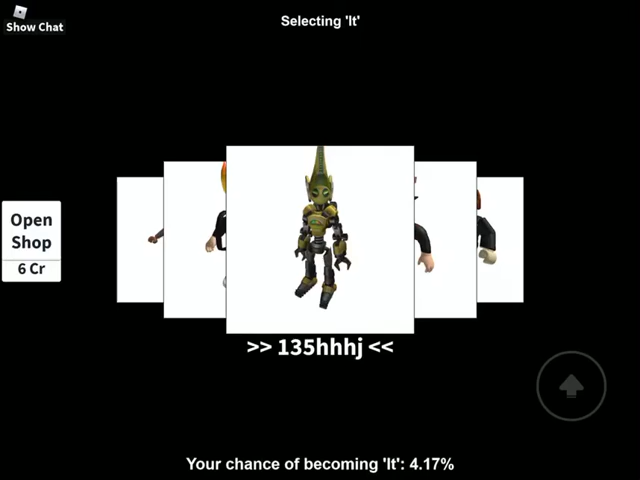 Selecting 'It'
Show Chat
Open
Shop
6 Cr
>> 135hhhj <<
Your chance of becoming 'It': 4.17%